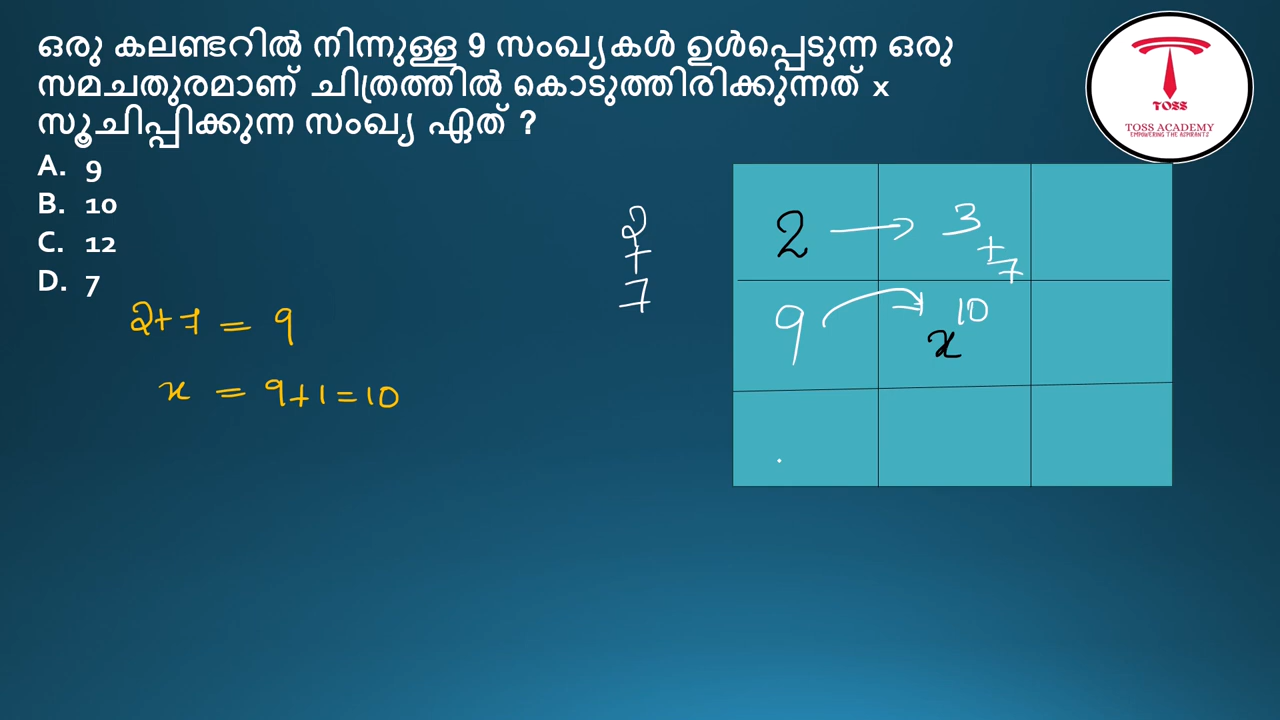 ഒരു കലണ്ടറിൽ നിന്നുള്ള 9 സംഖ്യകൾ ഉൾപ്പെടുന്ന ഒരു
സമചതുരമാണ് ചിത്രത്തിൽ കൊടുത്തിരിക്കുന്നത് x
സൂചിപ്പിക്കുന്ന സംഖ്യ ഏത് ?
A. 9
B. 10
C. 12
D. 7
2+7 = 9
x = 9+1=10
2
+
7
2 → 3
+7
9 → 10
x
TOSS
TOSS ACADEMY
EMPOWERING THE ASPIRANTS